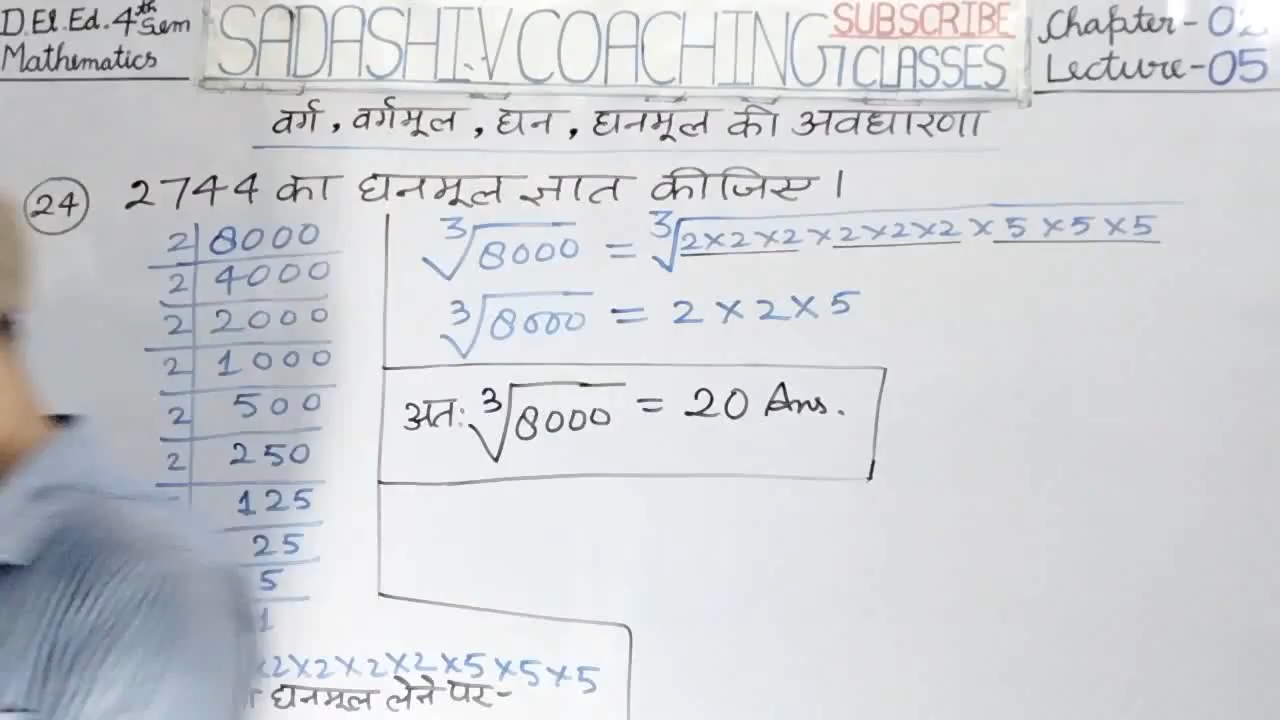 D.El.Ed. 4th Sem
Mathematics
SADASHIV COACHING CLASSES
SUBSCRIBE
Chapter - 02
Lecture - 05
वर्ग, वर्गमूल, घन, घनमूल की अवधारणा
24 2744 का घनमूल ज्ञात कीजिए।
2 8000
2 4000
2 2000
2 1000
2 500
2 250
125
25
5
1
×2×2×2×2×5×5×5
घनमूल लेने पर-
∛8000 = ∛2×2×2×2×2×2×5×5×5
∛8000 = 2×2×5
अतः ∛8000 = 20 Ans.